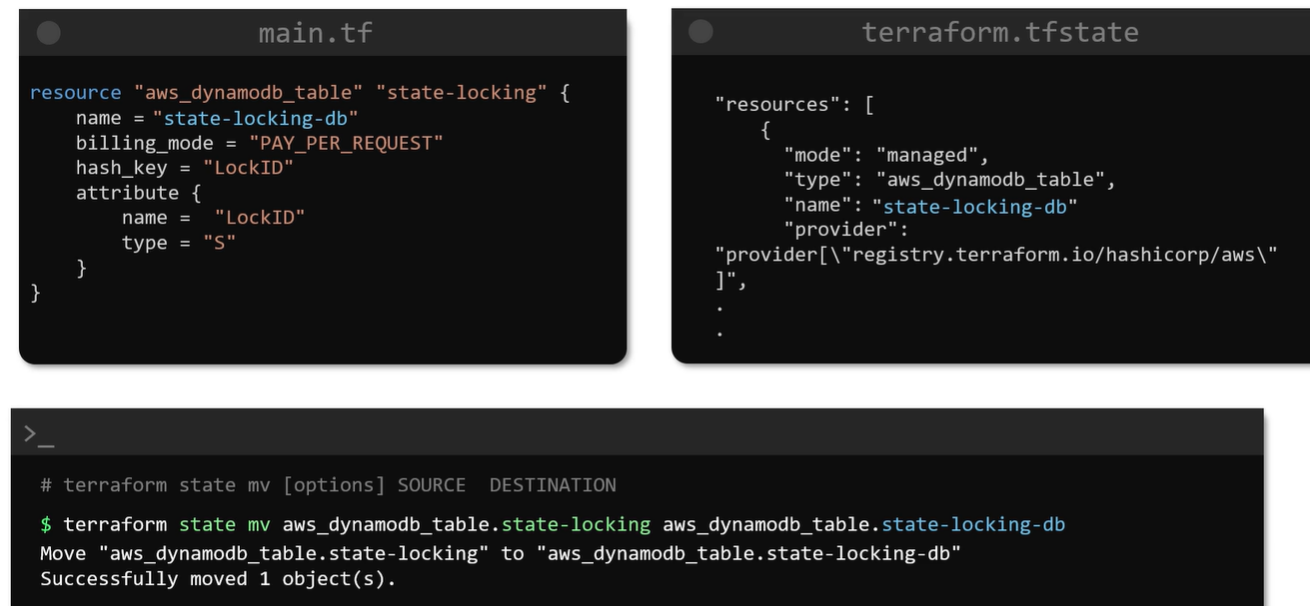 main.tf
resource "aws_dynamodb_table" "state-locking" {
    name = "state-locking-db"
    billing_mode = "PAY_PER_REQUEST"
    hash_key = "LockID"
    attribute {
        name =  "LockID"
        type = "S"
    }
}
terraform.tfstate
"resources": [
    {
      "mode": "managed",
      "type": "aws_dynamodb_table",
      "name": "state-locking-db"
      "provider":
"provider[\"registry.terraform.io/hashicorp/aws\"
]",
.
.
>_
# terraform state mv [options] SOURCE  DESTINATION
$ terraform state mv aws_dynamodb_table.state-locking aws_dynamodb_table.state-locking-db
Move "aws_dynamodb_table.state-locking" to "aws_dynamodb_table.state-locking-db"
Successfully moved 1 object(s).